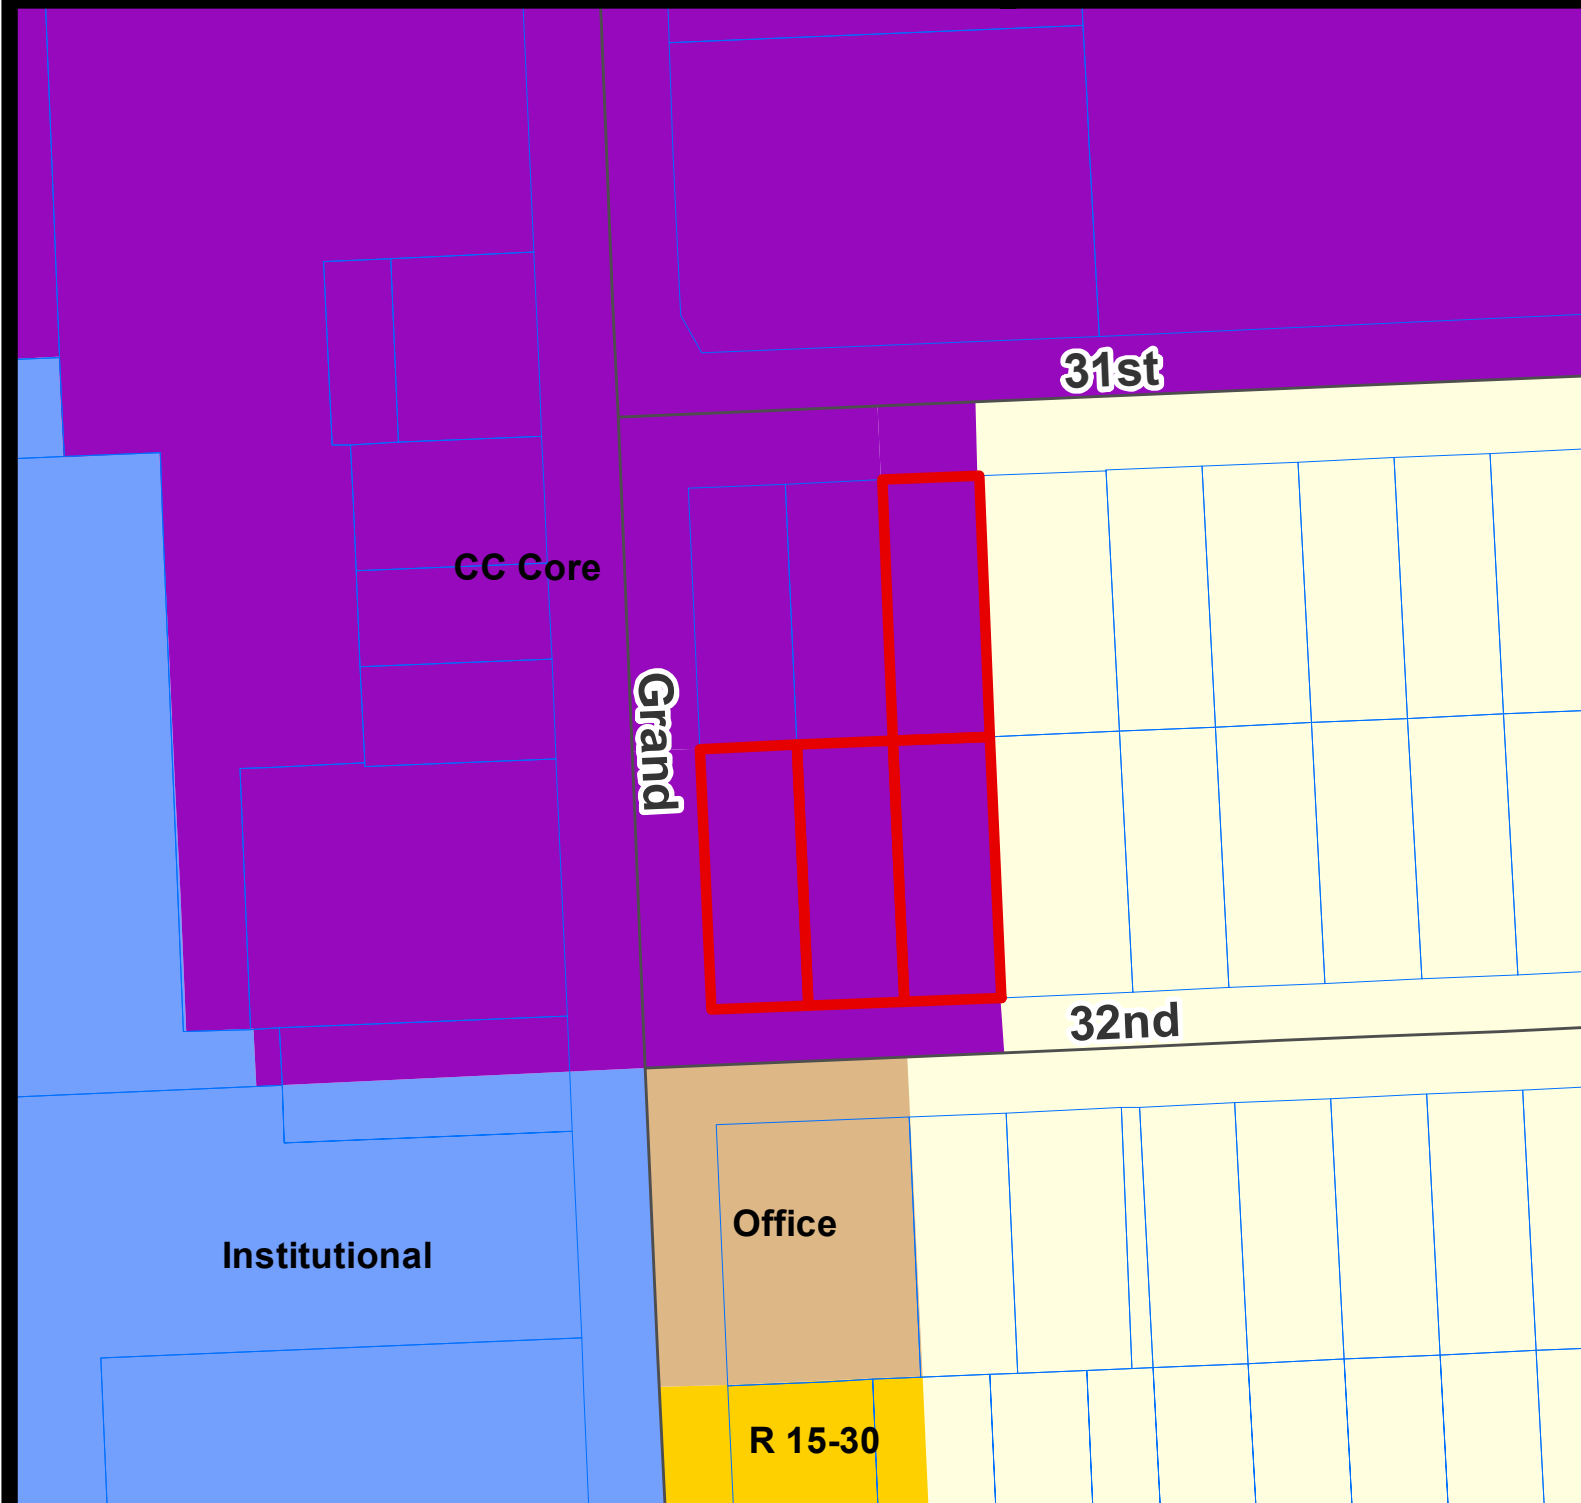 31st
CC Core
Grand
32nd
Office
Institutional
R 15-30